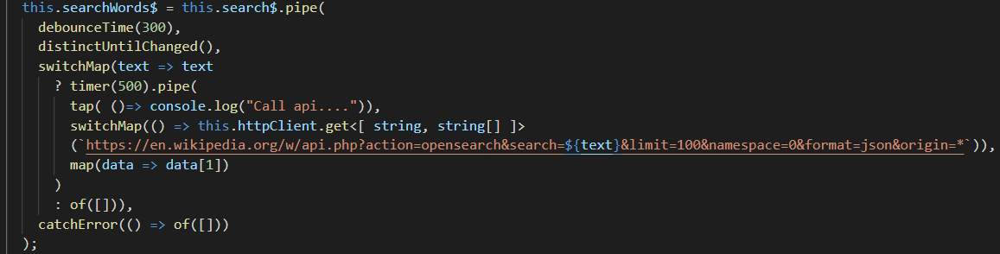 this.searchWords$ = this.search$.pipe(
debounceTime(300),
distinctUntilChanged(),
switchMap(text => text
? timer(500).pipe(
tap( ()=> console.log("Call api....")),
switchMap(() => this.httpClient.get<[ string, string[] ]>
(`https://en.wikipedia.org/w/api.php?action=opensearch&search=${text}&limit=100&namespace=0&format=json&origin=*`)),
map(data => data[1])
)
: of([])),
catchError(() => of([]))
);